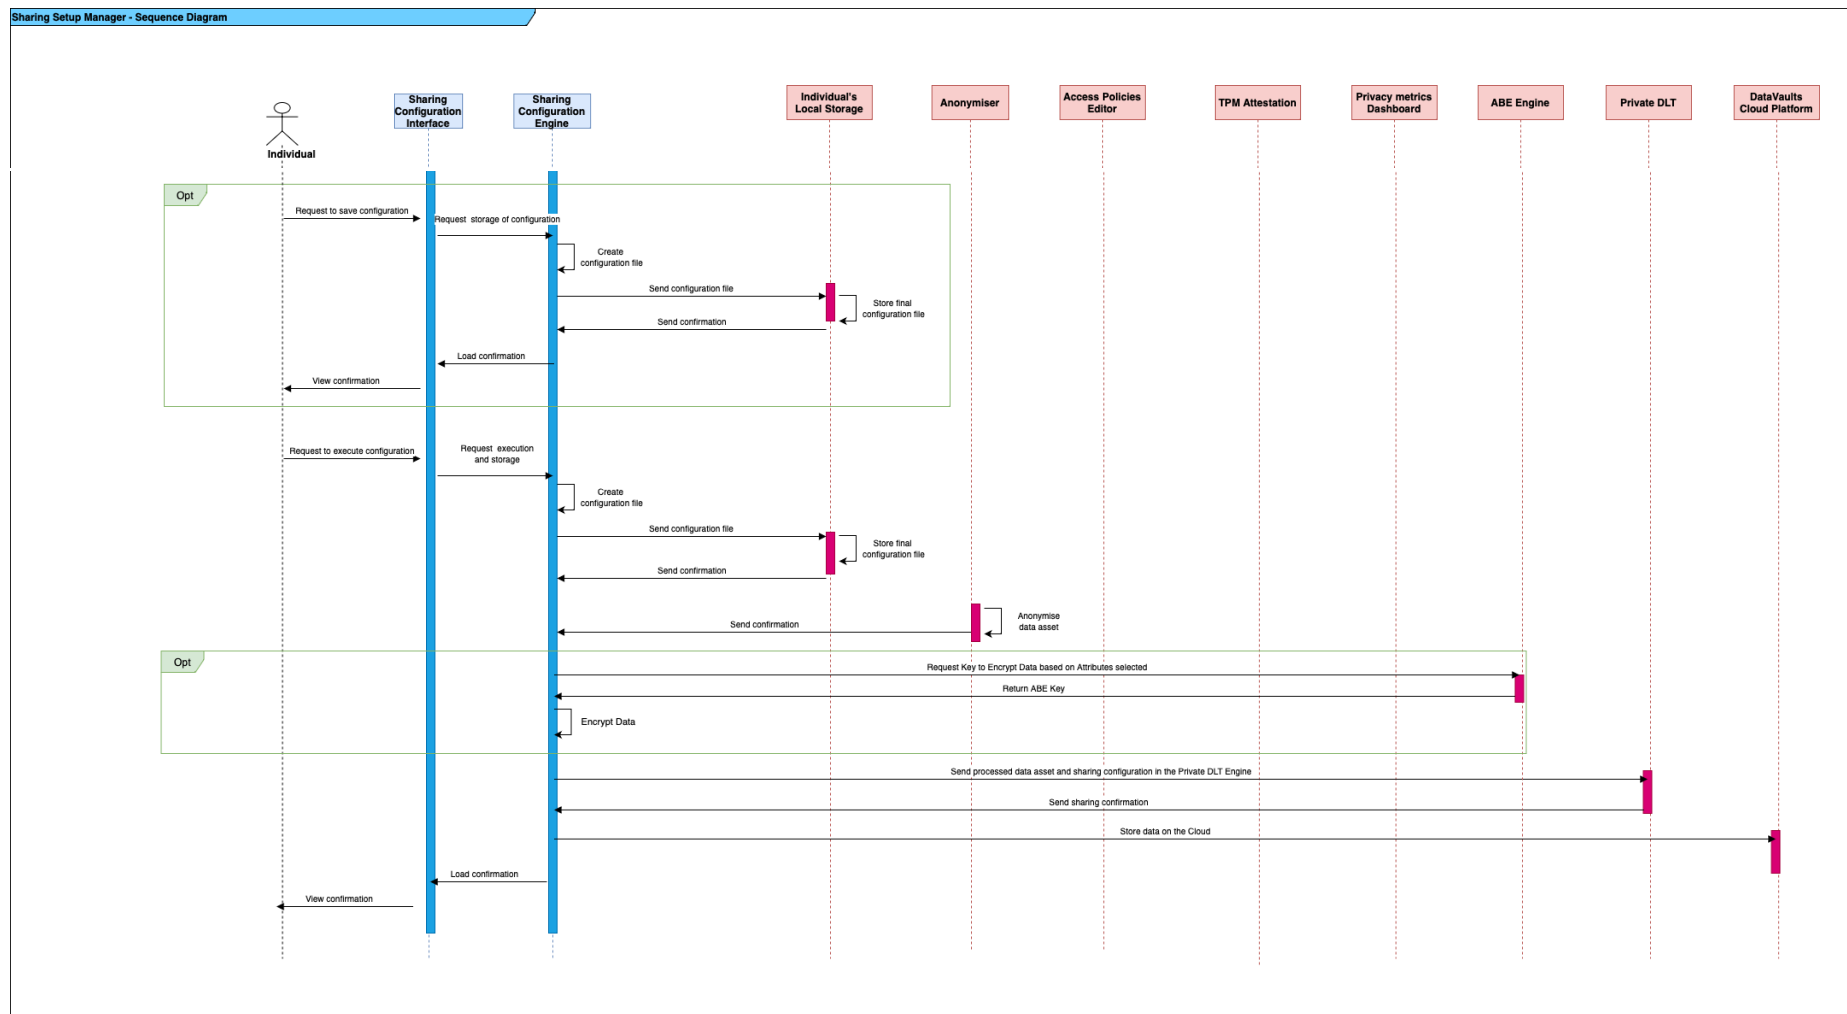 Sharing Setup Manager - Sequence Diagram
Individual
Sharing
Configuration
Interface
Sharing
Configuration
Engine
Individual's
Local Storage
Anonymiser
Access Policies
Editor
TPM Attestation
Privacy metrics
Dashboard
ABE Engine
Private DLT
DataVaults
Cloud Platform
Opt
Request to save configuration
Request storage of configuration
Create
configuration file
Send configuration file
Store final
configuration file
Send confirmation
Load confirmation
View confirmation
Request to execute configuration
Request execution
and storage
Create
configuration file
Send configuration file
Store final
configuration file
Send confirmation
Anonymise
data asset
Send confirmation
Opt
Request Key to Encrypt Data based on Attributes selected
Return ABE Key
Encrypt Data
Send processed data asset and sharing configuration in the Private DLT Engine
Send sharing confirmation
Store data on the Cloud
Load confirmation
View confirmation